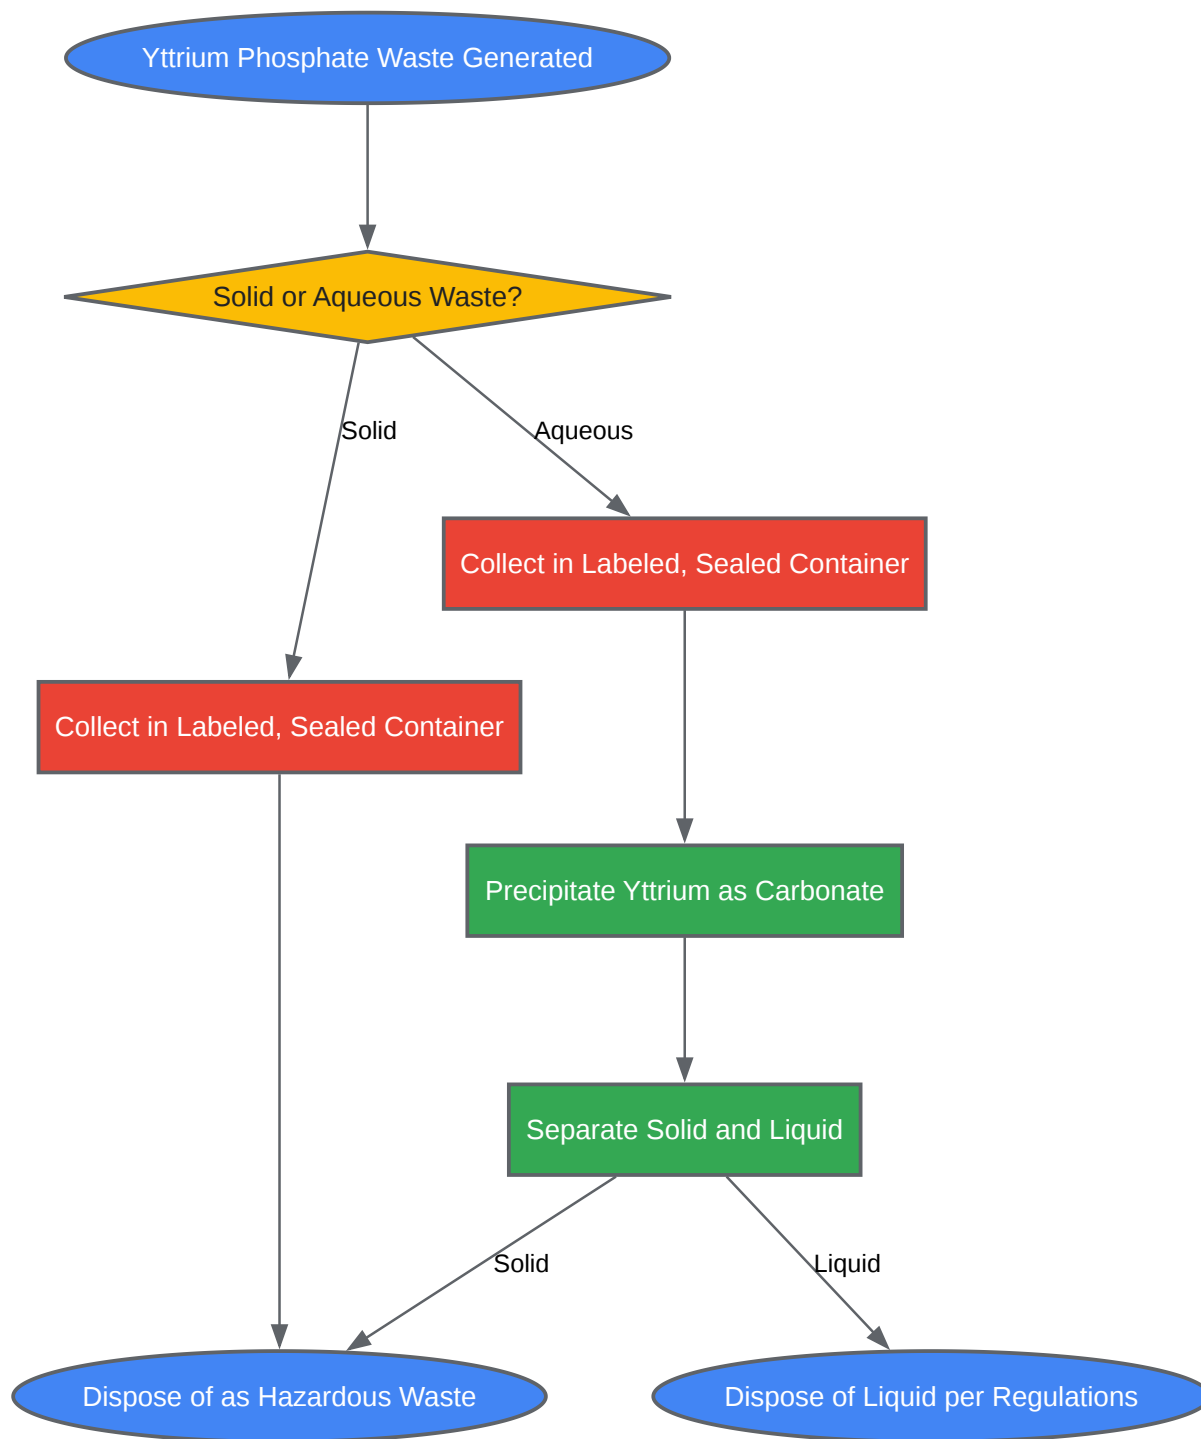 Yttrium Phosphate Waste Generated
Solid or Aqueous Waste?
Solid
Aqueous
Collect in Labeled, Sealed Container
Collect in Labeled, Sealed Container
Precipitate Yttrium as Carbonate
Separate Solid and Liquid
Solid
Liquid
Dispose of as Hazardous Waste
Dispose of Liquid per Regulations